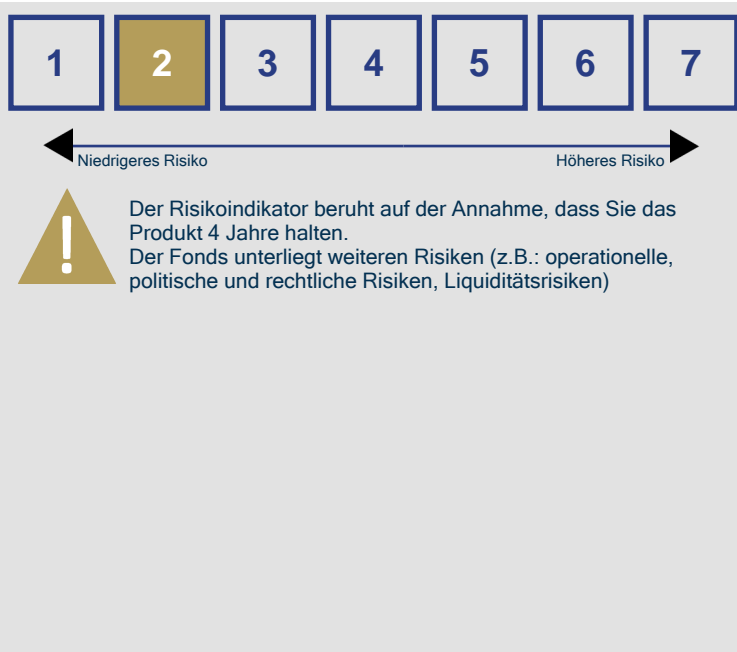 1 2 3 4 5 6 7
Niedrigeres Risiko Höheres Risiko
!
Der Risikoindikator beruht auf der Annahme, dass Sie das
Produkt 4 Jahre halten.
Der Fonds unterliegt weiteren Risiken (z.B.: operationelle,
politische und rechtliche Risiken, Liquiditätsrisiken)